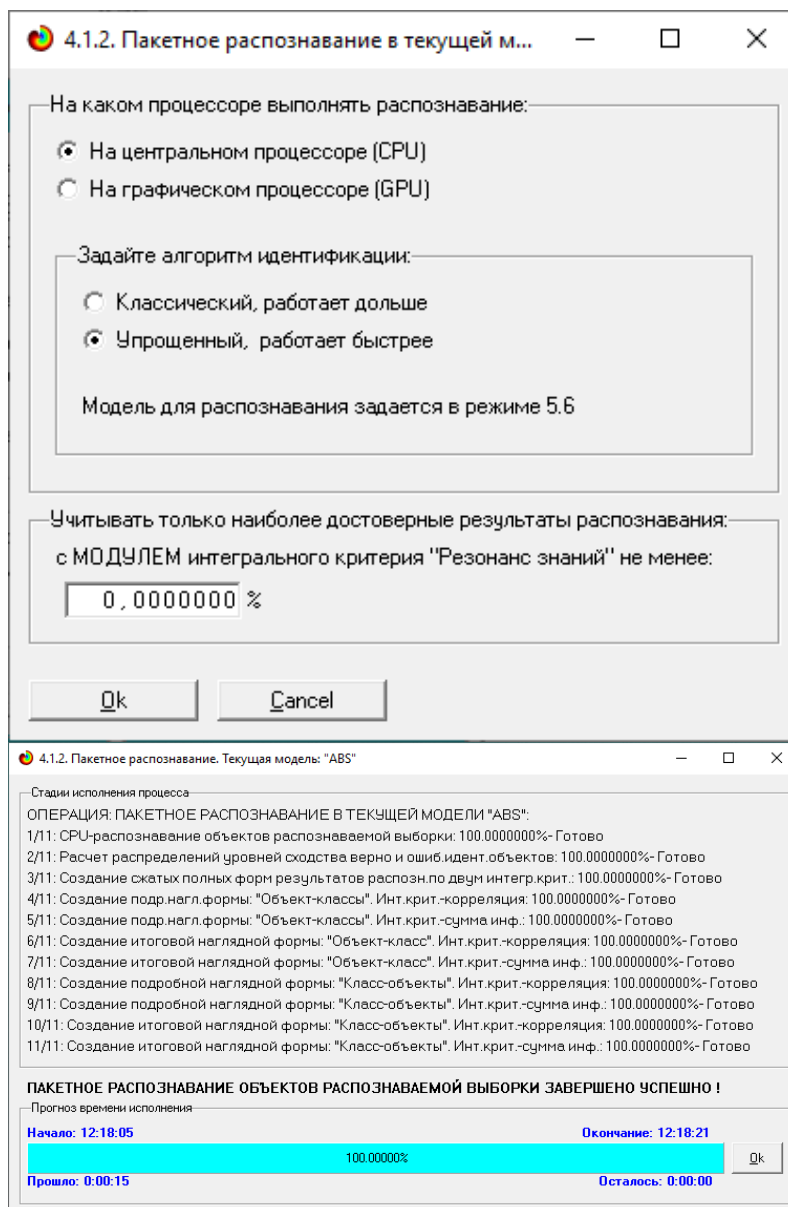 4.1.2. Пакетное распознавание в текущей м...
На каком процессоре выполнять распознавание:
На центральном процессоре (CPU)
На графическом процессоре (GPU)
Задайте алгоритм идентификации:
Классический, работает дольше
Упрощенный, работает быстрее
Модель для распознавания задается в режиме 5.6
Учитывать только наиболее достоверные результаты распознавания:
с МОДУЛЕМ интегрального критерия "Резонанс знаний" не менее:
0,0000000 %
Ok Cancel
4.1.2. Пакетное распознавание. Текущая модель: "ABS"
Стадии исполнения процесса
ОПЕРАЦИЯ: ПАКЕТНОЕ РАСПОЗНАВАНИЕ В ТЕКУЩЕЙ МОДЕЛИ "ABS":
1/11: CPU-распознавание объектов распознаваемой выборки: 100.0000000%- Готово
2/11: Расчет распределений уровней сходства верно и ошиб.идент.объектов: 100.0000000%- Готово
3/11: Создание сжатых полных форм результатов распозн.по двум интегр.крит.: 100.0000000%- Готово
4/11: Создание подр.нагл.формы: "Объект-классы". Инт.крит.-корреляция: 100.0000000%- Готово
5/11: Создание подр.нагл.формы: "Объект-классы". Инт.крит.-сумма инф.: 100.0000000%- Готово
6/11: Создание итоговой наглядной формы: "Объект-класс". Инт.крит.-корреляция: 100.0000000%- Готово
7/11: Создание итоговой наглядной формы: "Объект-класс". Инт.крит.-сумма инф.: 100.0000000%- Готово
8/11: Создание подробной наглядной формы: "Класс-объекты". Инт.крит.-корреляция: 100.0000000%- Готово
9/11: Создание подробной наглядной формы: "Класс-объекты". Инт.крит.-сумма инф.: 100.0000000%- Готово
10/11: Создание итоговой наглядной формы: "Класс-объекты". Инт.крит.-корреляция: 100.0000000%- Готово
11/11: Создание итоговой наглядной формы: "Класс-объекты". Инт.крит.-сумма инф.: 100.0000000%- Готово
ПАКЕТНОЕ РАСПОЗНАВАНИЕ ОБЪЕКТОВ РАСПОЗНАВАЕМОЙ ВЫБОРКИ ЗАВЕРШЕНО УСПЕШНО !
Прогноз времени исполнения
Начало: 12:18:05 Окончание: 12:18:21
100.00000% Ok
Прошло: 0:00:15 Осталось: 0:00:00